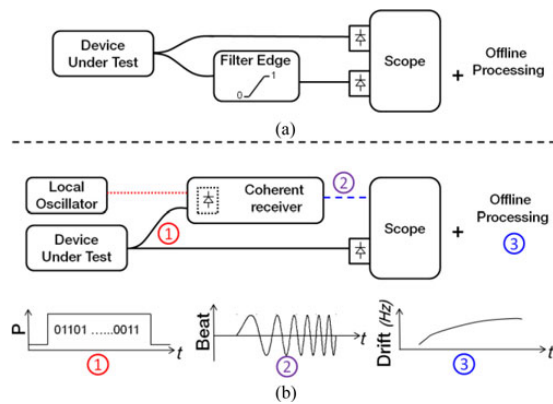 Device
Under Test
Filter Edge
0
1
Scope
+
Offline
Processing
(a)
Local
Oscillator
Device
Under Test
1
Coherent
receiver
2
Scope
+
Offline
Processing
3
P
01101 ......0011
t
1
Beat
t
2
Drift (Hz)
t
3
(b)